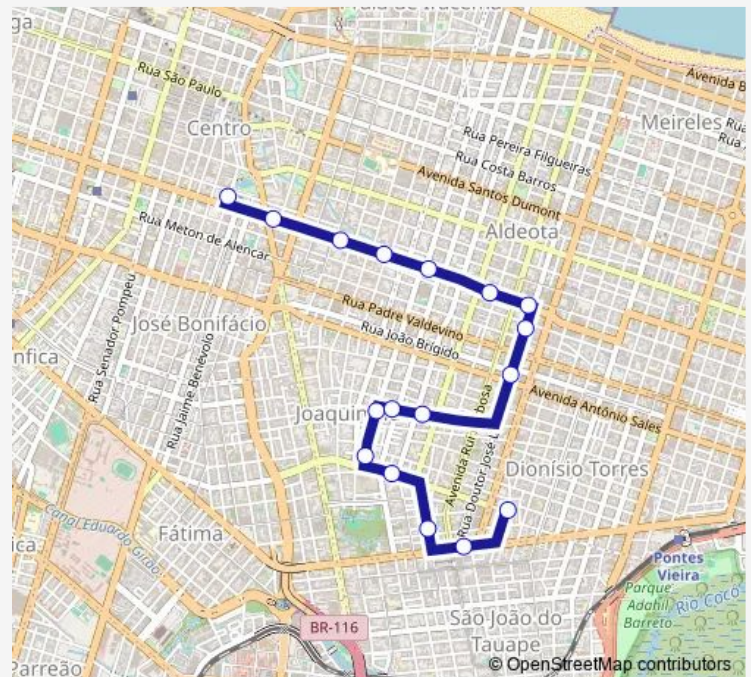 Rua São Paulo
Centro
Avenida B
Meireles
Rua Pereira Filgueiras
Rua Costa Barros
Avenida Santos Dumont
Aldeota
Rua Meton de Alencar
Rua Padre Valdevino
José Bonifácio
Rua João Brígido
nfica
Rua Senador Pompeu
Rua Jaime Benévolo
Avenida Antônio Sales
Joaquim
Avenida Rui
bosa
Rua Doutor José L
Dionísio Torres
Canal Eduardo Girão
Fátima
Pontes
Vieira
Parque
Adahil
Barreto
Rio Cocó
São João do
Tauape
BR-116
Parreão
© OpenStreetMap contributors